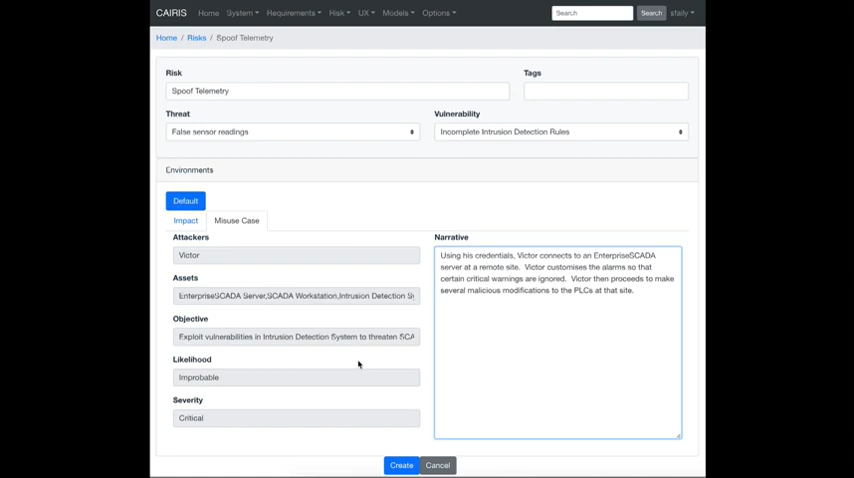 CAIRIS Home System Requirements Risk UX Models Options Search Search sfaily
Home / Risks / Spoof Telemetry
Risk Tags
Spoof Telemetry
Threat Vulnerability
False sensor readings Incomplete Intrusion Detection Rules
Environments
Default
Impact Misuse Case
Attackers
Victor
Assets
EnterpriseSCADA Server,SCADA Workstation,Intrusion Detection Sy
Objective
Exploit vulnerabilities in Intrusion Detection System to threaten SCA
Likelihood
Improbable
Severity
Critical
Narrative
Using his credentials, Victor connects to an EnterpriseSCADA
server at a remote site. Victor customises the alarms so that
certain critical warnings are ignored. Victor then proceeds to make
several malicious modifications to the PLCs at that site.
Create Cancel